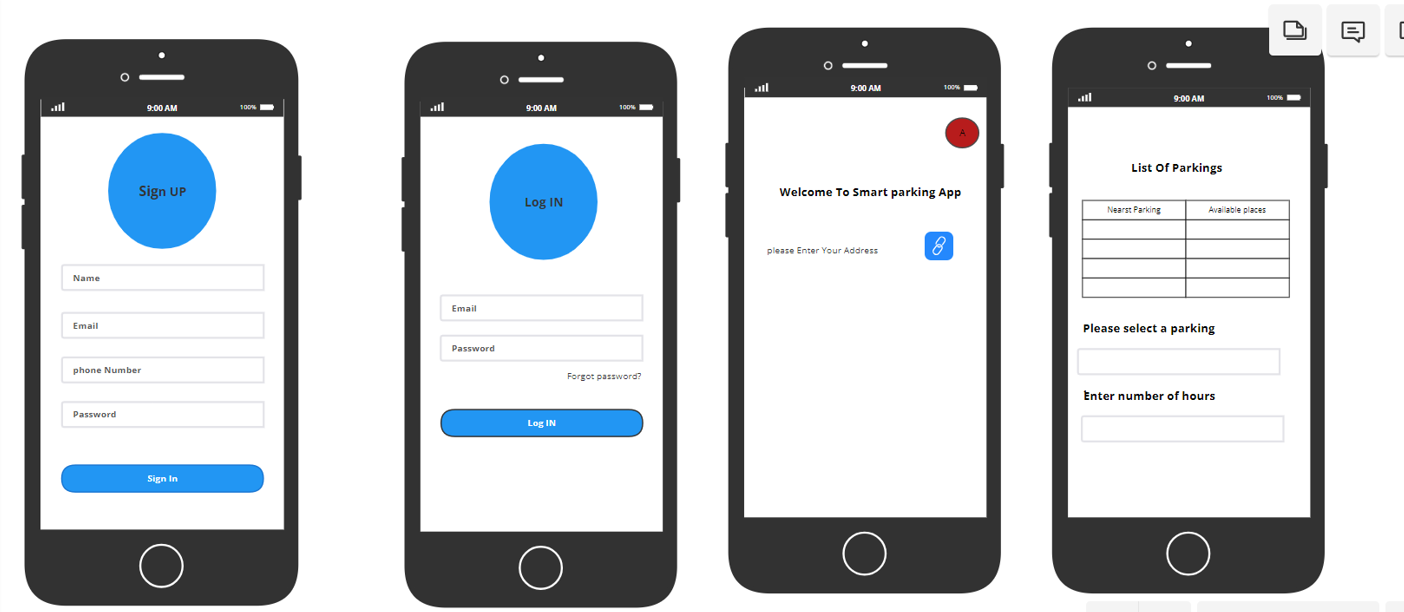 9:00 AM
100%
Sign UP
Name
Email
phone Number
Password
Sign In
9:00 AM
100%
Log IN
Email
Password
Forgot password?
Log IN
9:00 AM
100%
A
Welcome To Smart parking App
please Enter Your Address
9:00 AM
100%
List Of Parkings
Nearst Parking Available places
Please select a parking
Enter number of hours